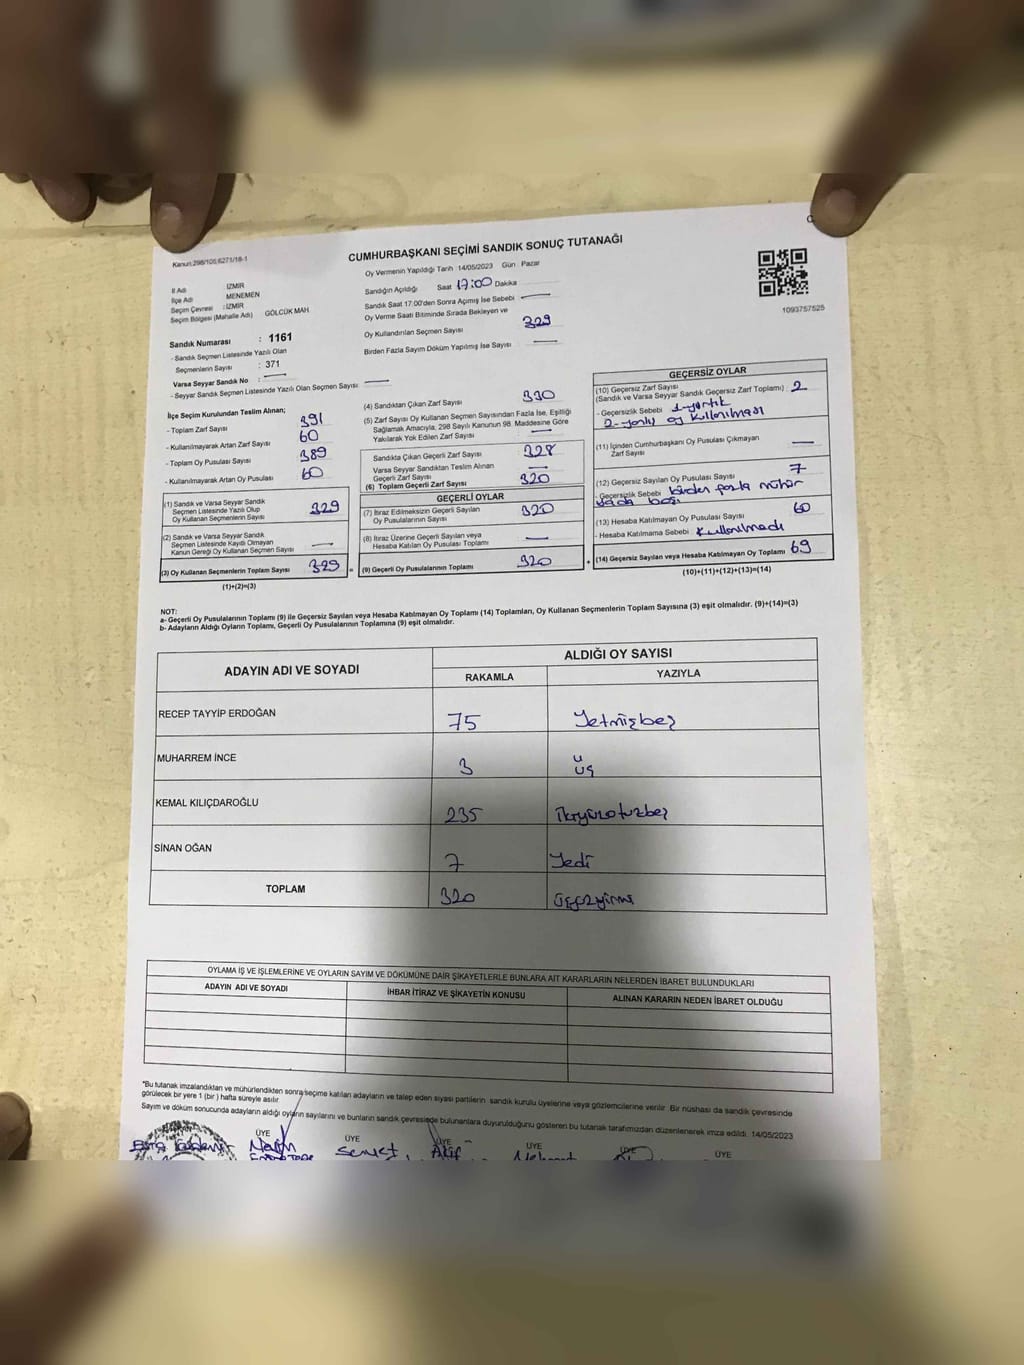 Kanun:298/105,6271/18-1
CUMHURBAŞKANI SEÇİMİ SANDIK SONUÇ TUTANAĞI
Oy Vermenin Yapıldığı Tarih 14/05/2023 Gün Pazar
İl Adı İZMİR
İlçe Adı MENEMEN
Seçim Çevresi : İZMİR
Seçim Bölgesi (Mahalle Adı) GÖLCÜK MAH.
Sandık Numarası : 1161
- Sandık Seçmen Listesinde Yazılı Olan
Seçmenlerin Sayısı : 371
Varsa Seyyar Sandık No : —
- Seyyar Sandık Seçmen Listesinde Yazılı Olan Seçmen Sayısı : —
Sandığın Açıldığı Saat 17:00 Dakika
Sandık Saat 17.00'den Sonra Açımış İse Sebebi —
Oy Verme Saati Bitiminde Sırada Bekleyen ve
Oy Kullandırılan Seçmen Sayısı 329
Birden Fazla Sayım Döküm Yapılmış İse Sayısı —
1093757525
İlçe Seçim Kurulundan Teslim Alınan;
- Toplam Zarf Sayısı 391
- Kullanılmayarak Artan Zarf Sayısı 60
- Toplam Oy Pusulası Sayısı 389
- Kullanılmayarak Artan Oy Pusulası 60
(1) Sandık ve Varsa Seyyar Sandık
Seçmen Listesinde Yazılı Olup
Oy Kullanan Seçmenlerin Sayısı 329
(2) Sandık ve Varsa Seyyar Sandık
Seçmen Listesinde Kayıtlı Olmayan
Kanun Gereği Oy Kullanan Seçmen Sayısı —
(3) Oy Kullanan Seçmenlerin Toplam Sayısı 329 =
(1)+(2)=(3)
(4) Sandıktan Çıkan Zarf Sayısı 330
(5) Zarf Sayısı Oy Kullanan Seçmen Sayısından Fazla İse, Eşitliği
Sağlamak Amacıyla, 298 Sayılı Kanunun 98. Maddesine Göre
Yakılarak Yok Edilen Zarf Sayısı —
Sandıkta Çıkan Geçerli Zarf Sayısı 328
Varsa Seyyar Sandıktan Teslim Alınan
Geçerli Zarf Sayısı —
(6) Toplam Geçerli Zarf Sayısı 320
GEÇERLİ OYLAR
(7) İtiraz Edilmeksizin Geçerli Sayılan
Oy Pusulalarının Sayısı 320
(8) İtiraz Üzerine Geçerli Sayılan veya
Hesaba Katılan Oy Pusulası Toplamı —
(9) Geçerli Oy Pusulalarının Toplamı 320 +
GEÇERSİZ OYLAR
(10) Geçersiz Zarf Sayısı
(Sandık ve Varsa Seyyar Sandık Geçersiz Zarf Toplamı) : 2
- Geçersizlik Sebebi 1-yırtık
2-yanlış oy kullanılması
(11) İçinden Cumhurbaşkanı Oy Pusulası Çıkmayan
Zarf Sayısı —
(12) Geçersiz Sayılan Oy Pusulası Sayısı 7
- Geçersizlik Sebebi birden fazla mühür
yada boş
(13) Hesaba Katılmayan Oy Pusulası Sayısı 60
- Hesaba Katılmama Sebebi Kullanılmadı
(14) Geçersiz Sayılan veya Hesaba Katılmayan Oy Toplamı 69
(10)+(11)+(12)+(13)=(14)
NOT:
a- Geçerli Oy Pusulalarının Toplamı (9) ile Geçersiz Sayılan veya Hesaba Katılmayan Oy Toplamı (14) Toplamları, Oy Kullanan Seçmenlerin Toplam Sayısına (3) eşit olmalıdır. (9)+(14)=(3)
b- Adayların Aldığı Oyların Toplamı, Geçerli Oy Pusulalarının Toplamına (9) eşit olmalıdır.
ADAYIN ADI VE SOYADI
ALDIĞI OY SAYISI
RAKAMLA YAZIYLA
RECEP TAYYİP ERDOĞAN 75 Yetmişbeş
MUHARREM İNCE 3 üç
KEMAL KILIÇDAROĞLU 235 İkiyüzotuzbeş
SİNAN OĞAN 7 Yedi
TOPLAM 320 üçyüzyirmi
OYLAMA İŞ VE İŞLEMLERİNE VE OYLARIN SAYIM VE DÖKÜMÜNE DAİR ŞİKAYETLERLE BUNLARA AİT KARARLARIN NELERDEN İBARET BULUNDUKLARI
ADAYIN ADI VE SOYADI İHBAR İTİRAZ VE ŞİKAYETİN KONUSU ALINAN KARARIN NEDEN İBARET OLDUĞU
*Bu tutanak imzalandıktan ve mühürlendikten sonra seçime katılan adayların ve talep eden siyasi partilerin sandık kurulu üyelerine veya gözlemcilerine verilir. Bir nüshası da sandık çevresinde
görülecek bir yere 1 (bir) hafta süreyle asılır.
Sayım ve döküm sonucunda adayların aldığı oyların sayılarını ve bunların sandık çevresinde bulunanlara duyurulduğunu gösteren bu tutanak tarafımızdan düzenlenerek imza edildi. 14/05/2023
ÜYE ÜYE ÜYE ÜYE ÜYE ÜYE
Akif Mehmet